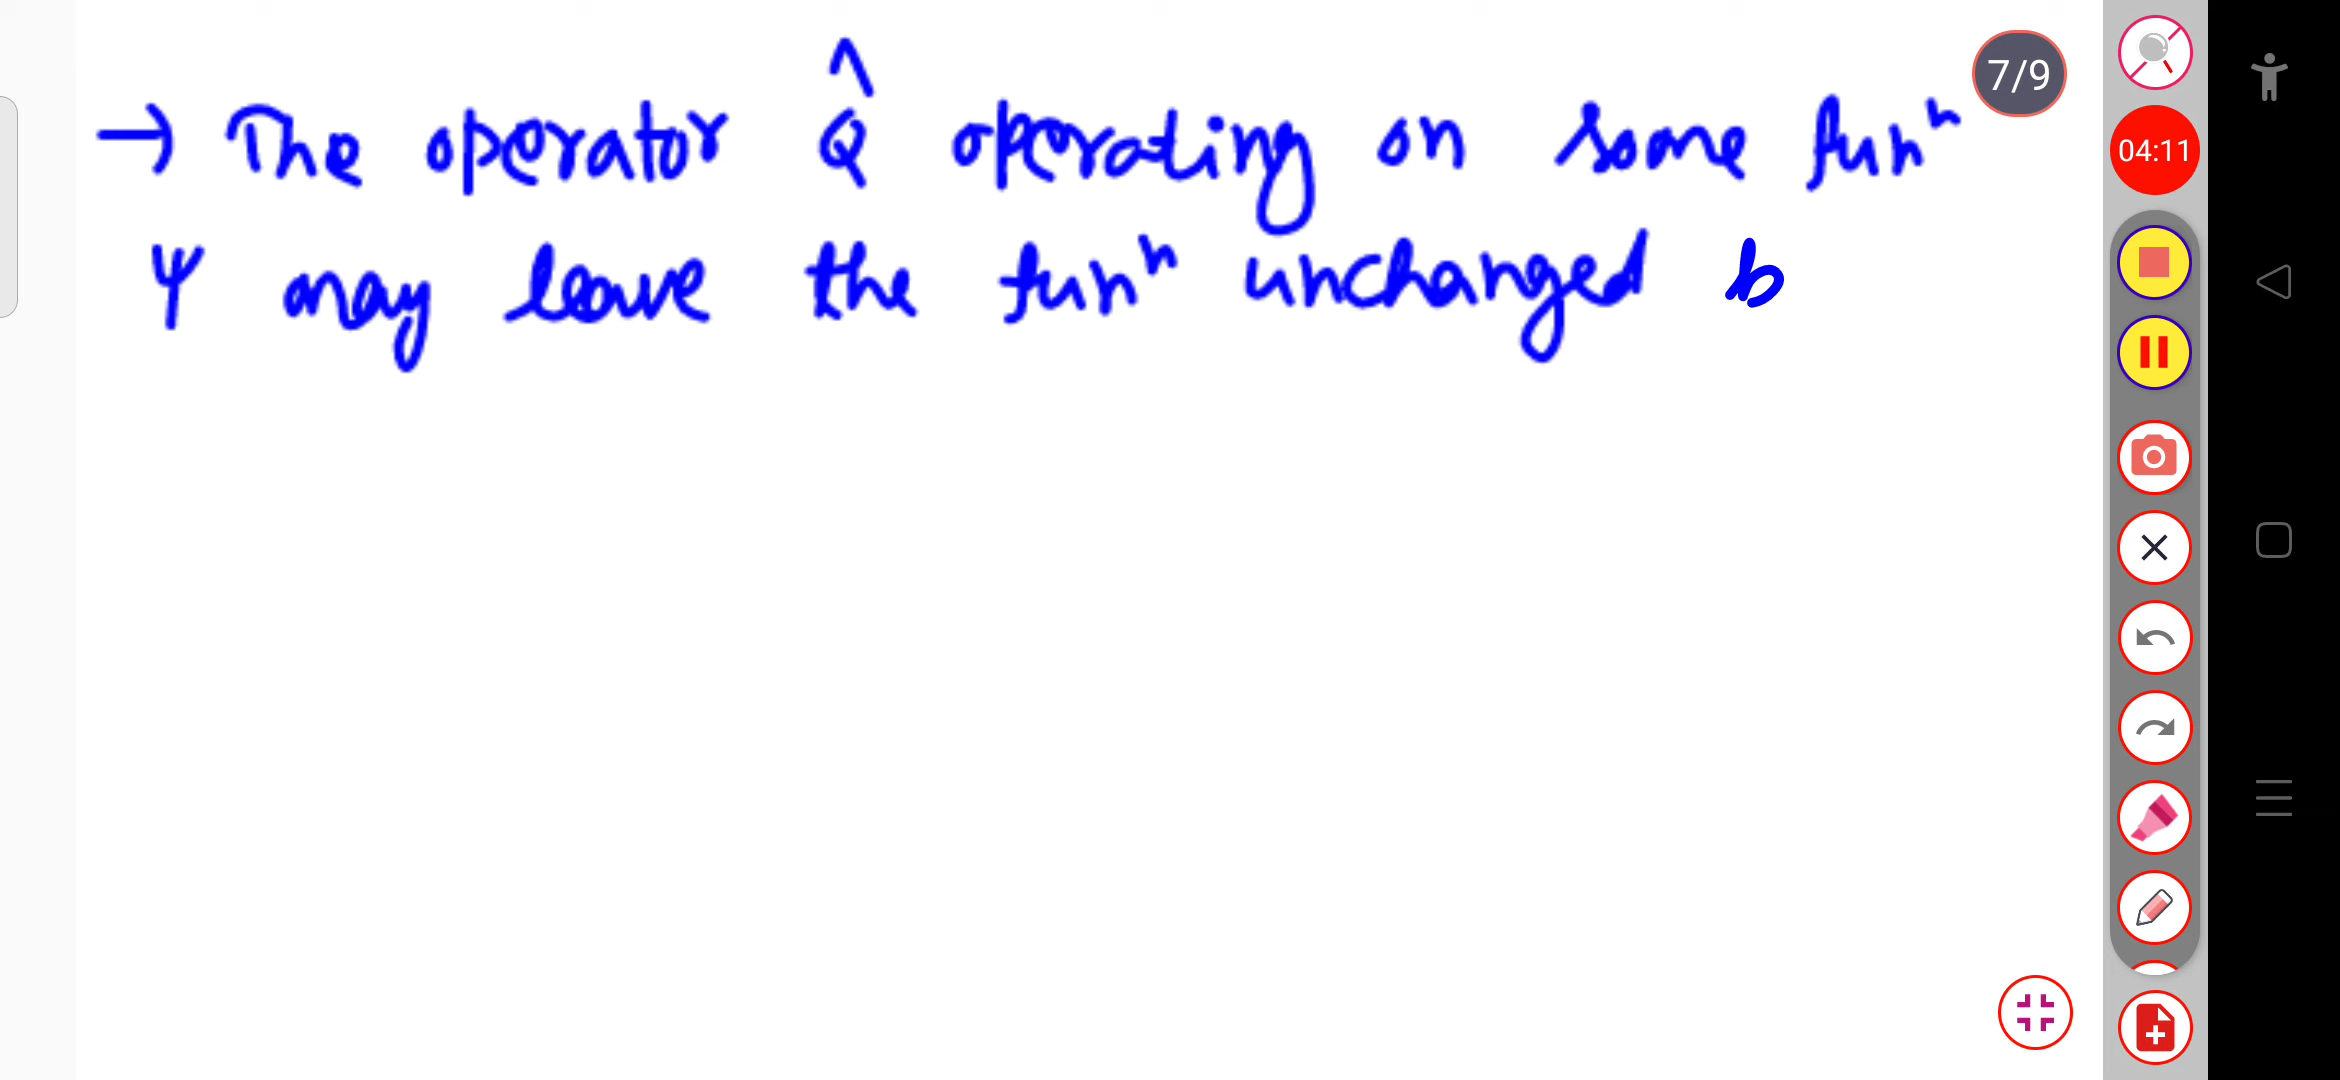 → The operator Q̂ operating on some funⁿ
ψ may leave the funⁿ unchanged b
7/9
04:11